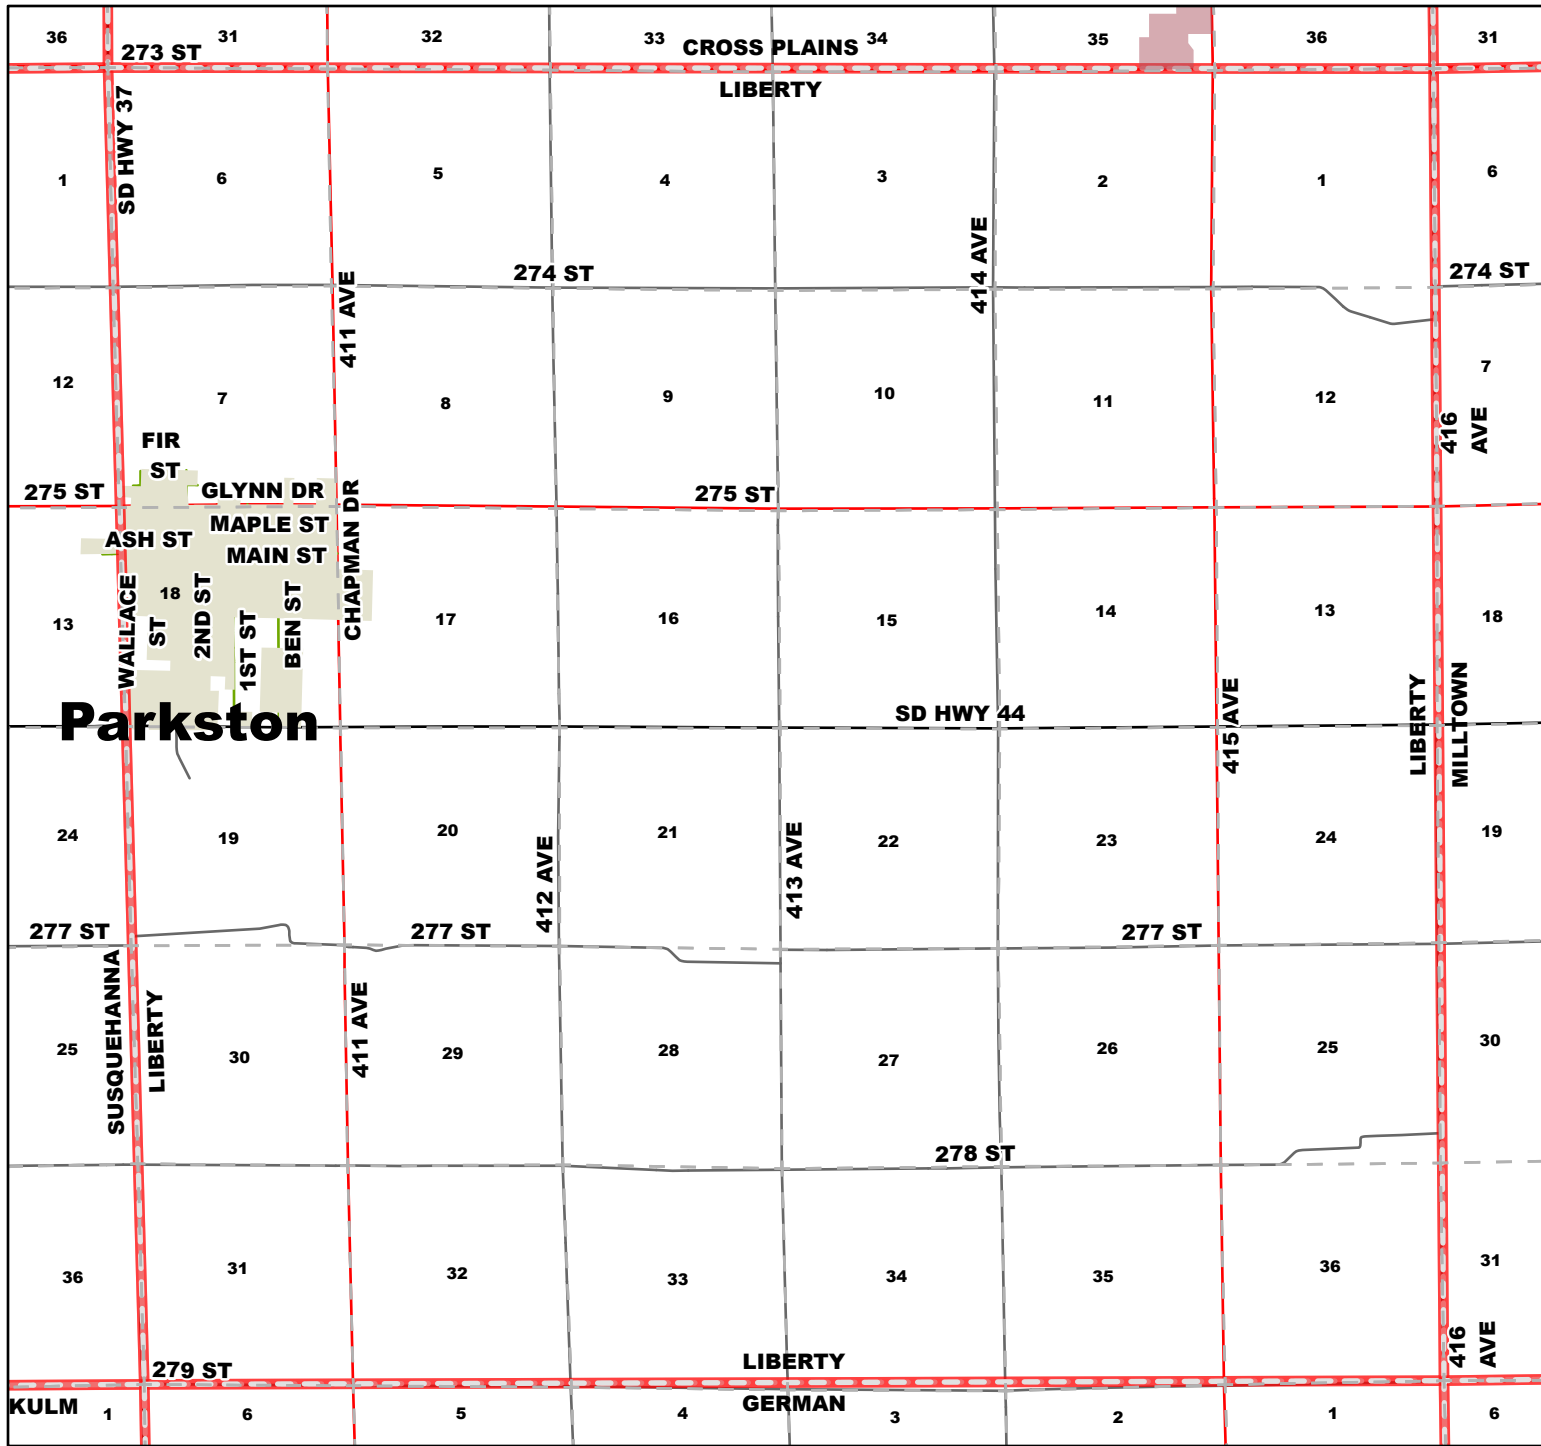 36 31 32 33 34 35 36 31
273 ST CROSS PLAINS
LIBERTY
SD HWY 37
1 6 5 4 3 2 1 6
414 AVE
274 ST 274 ST
411 AVE
12 7 8 9 10 11 12 7
416
AVE
FIR
ST
275 ST GLYNN DR 275 ST
CHAPMAN DR
MAPLE ST
ASH ST
MAIN ST
WALLACE
ST
2ND ST
1ST ST
BEN ST
13 18 17 16 15 14 13 18
415 AVE
LIBERTY
MILLTOWN
Parkston
SD HWY 44
24 19 20 21 22 23 24 19
412 AVE
413 AVE
277 ST 277 ST 277 ST
SUSQUEHANNA
LIBERTY
411 AVE
25 30 29 28 27 26 25 30
278 ST
36 31 32 33 34 35 36 31
416
AVE
279 ST LIBERTY
KULM GERMAN
1 6 5 4 3 2 1 6